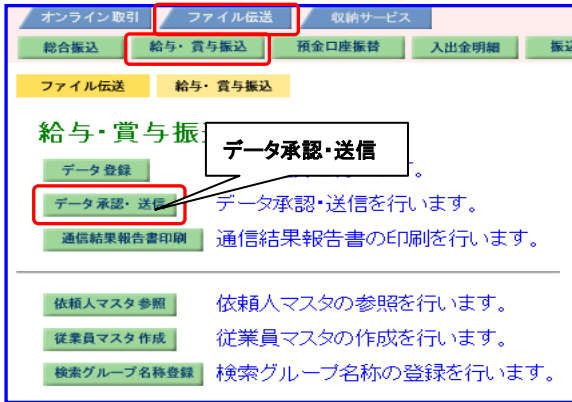 オンライン取引 ファイル伝送 収納サービス
総合振込 給与・賞与振込 預金口座振替 入出金明細 振込
ファイル伝送 給与・賞与振込
給与・賞与振
データ承認・送信
データ登録 す。
データ承認・送信 データ承認・送信を行います。
通信結果報告書印刷 通信結果報告書の印刷を行います。
依頼人マスタ参照 依頼人マスタの参照を行います。
従業員マスタ作成 従業員マスタの作成を行います。
検索グループ名称登録 検索グループ名称の登録を行います。